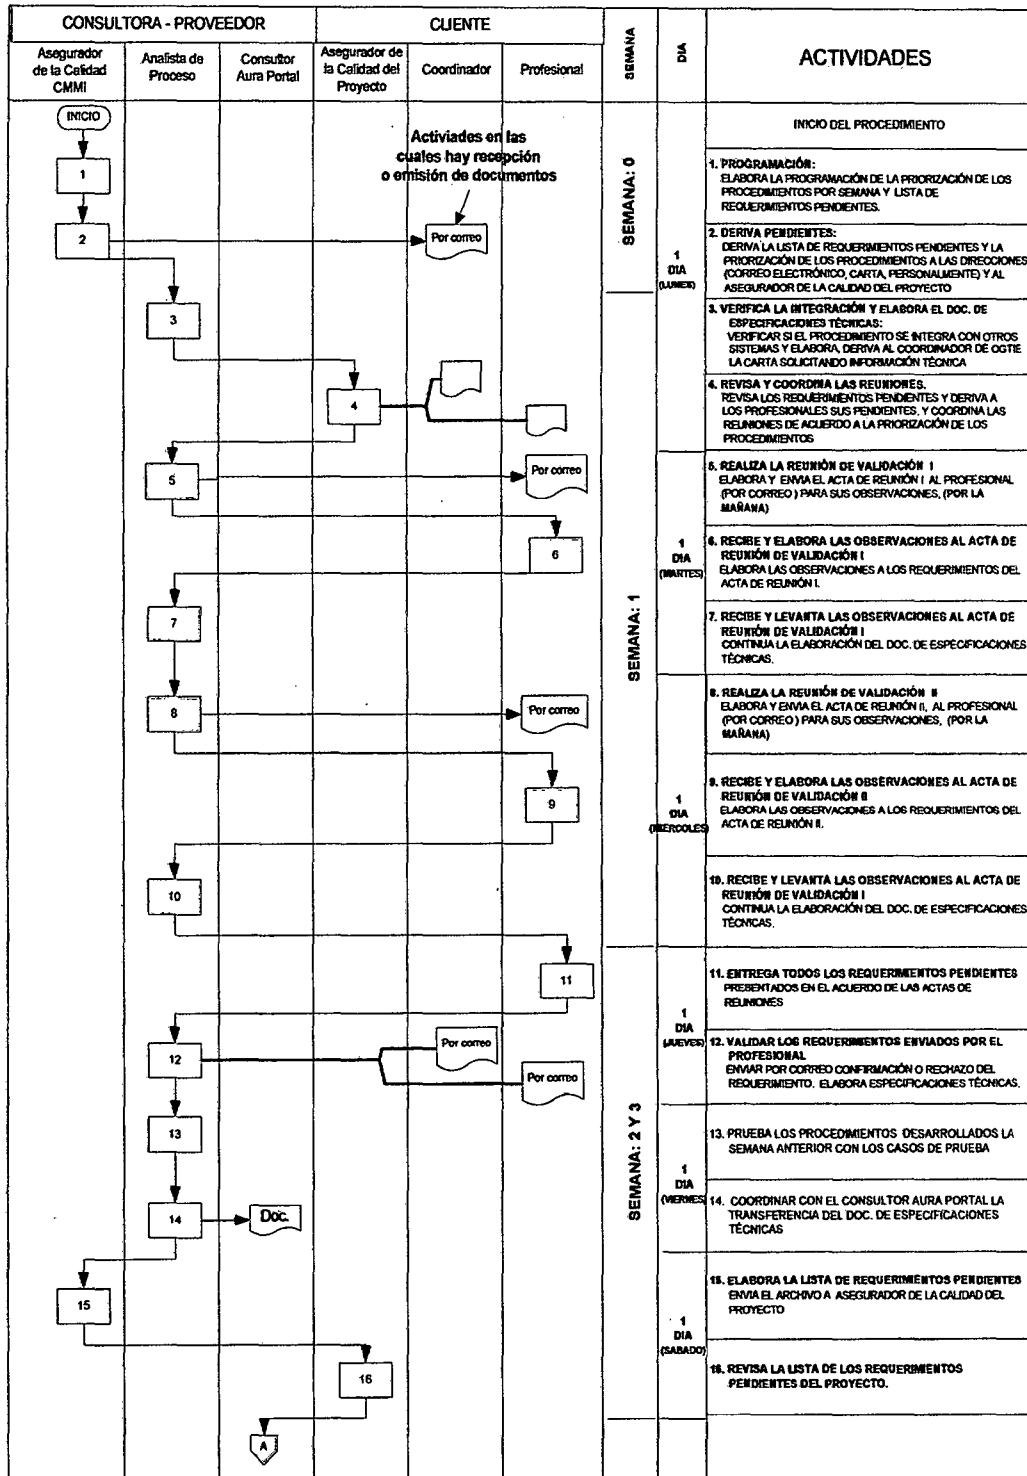 CONSULTORA - PROVEEDOR
CLIENTE
SEMANA
DIA
ACTIVIDADES
Asegurador
de la Calidad
CMMI
Analista de
Proceso
Consultor
Aura Portal
Asegurador de
la Calidad del
Proyecto
Coordinador
Profesional
INICIO
1
2
Activiades en las
cuales hay recepción
o emisión de documentos
Por correo
3
4
5
Por correo
6
7
8
Por correo
9
10
11
12
Por correo
Por correo
13
14
Doc.
15
16
A
SEMANA: 0
SEMANA: 1
SEMANA: 2 Y 3
1
DIA
(LUNES)
1
DIA
(MARTES)
1
DIA
(MIERCOLES)
1
DIA
(JUEVES)
1
DIA
(VIERNES)
1
DIA
(SABADO)
INICIO DEL PROCEDIMIENTO
1. PROGRAMACIÓN:
ELABORA LA PROGRAMACIÓN DE LA PRIORIZACIÓN DE LOS
PROCEDIMIENTOS POR SEMANA Y LISTA DE
REQUERIMIENTOS PENDIENTES.
2. DERIVA PENDIENTES:
DERIVA LA LISTA DE REQUERIMIENTOS PENDIENTES Y LA
PRIORIZACIÓN DE LOS PROCEDIMIENTOS A LAS DIRECCIONES
(CORREO ELECTRÓNICO, CARTA, PERSONALMENTE) Y AL
ASEGURADOR DE LA CALIDAD DEL PROYECTO
3. VERIFICA LA INTEGRACIÓN Y ELABORA EL DOC. DE
ESPECIFICACIONES TÉCNICAS:
VERIFICAR SI EL PROCEDIMIENTO SE INTEGRA CON OTROS
SISTEMAS Y ELABORA, DERIVA AL COORDINADOR DE OGTIE
LA CARTA SOLICITANDO INFORMACIÓN TÉCNICA
4. REVISA Y COORDINA LAS REUNIONES.
REVISA LOS REQUERIMIENTOS PENDIENTES Y DERIVA A
LOS PROFESIONALES SUS PENDIENTES, Y COORDINA LAS
REUNIONES DE ACUERDO A LA PRIORIZACIÓN DE LOS
PROCEDIMIENTOS
5. REALIZA LA REUNIÓN DE VALIDACIÓN I
ELABORA Y ENVIA EL ACTA DE REUNIÓN I AL PROFESIONAL
(POR CORREO ) PARA SUS OBSERVACIONES, (POR LA
MAÑANA)
6. RECIBE Y ELABORA LAS OBSERVACIONES AL ACTA DE
REUNIÓN DE VALIDACIÓN I
ELABORA LAS OBSERVACIONES A LOS REQUERIMIENTOS DEL
ACTA DE REUNIÓN I.
7. RECIBE Y LEVANTA LAS OBSERVACIONES AL ACTA DE
REUNIÓN DE VALIDACIÓN I
CONTINUA LA ELABORACIÓN DEL DOC. DE ESPECIFICACIONES
TÉCNICAS.
8. REALIZA LA REUNIÓN DE VALIDACIÓN II
ELABORA Y ENVIA EL ACTA DE REUNIÓN II, AL PROFESIONAL
(POR CORREO ) PARA SUS OBSERVACIONES, (POR LA
MAÑANA)
9. RECIBE Y ELABORA LAS OBSERVACIONES AL ACTA DE
REUNIÓN DE VALIDACIÓN II
ELABORA LAS OBSERVACIONES A LOS REQUERIMIENTOS DEL
ACTA DE REUNIÓN II.
10. RECIBE Y LEVANTA LAS OBSERVACIONES AL ACTA DE
REUNIÓN DE VALIDACIÓN I
CONTINUA LA ELABORACIÓN DEL DOC. DE ESPECIFICACIONES
TÉCNICAS.
11. ENTREGA TODOS LOS REQUERIMIENTOS PENDIENTES
PRESENTADOS EN EL ACUERDO DE LAS ACTAS DE
REUNIONES
12. VALIDAR LOS REQUERIMIENTOS ENVIADOS POR EL
PROFESIONAL
ENVIAR POR CORREO CONFIRMACIÓN O RECHAZO DEL
REQUERIMIENTO. ELABORA ESPECIFICACIONES TÉCNICAS.
13. PRUEBA LOS PROCEDIMIENTOS DESARROLLADOS LA
SEMANA ANTERIOR CON LOS CASOS DE PRUEBA
14. COORDINAR CON EL CONSULTOR AURA PORTAL LA
TRANSFERENCIA DEL DOC. DE ESPECIFICACIONES
TÉCNICAS
15. ELABORA LA LISTA DE REQUERIMIENTOS PENDIENTES
ENVIA EL ARCHIVO A ASEGURADOR DE LA CALIDAD DEL
PROYECTO
16. REVISA LA LISTA DE LOS REQUERIMIENTOS
PENDIENTES DEL PROYECTO.